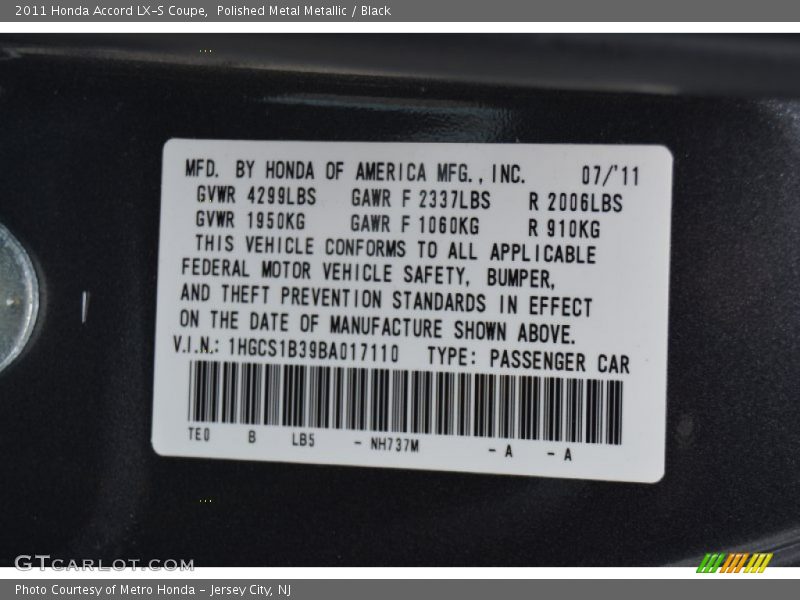 2011 Honda Accord LX-S Coupe, Polished Metal Metallic / Black
MFD. BY HONDA OF AMERICA MFG., INC. 07/'11
GVWR 4299LBS GAWR F 2337LBS R 2006LBS
GVWR 1950KG GAWR F 1060KG R 910KG
THIS VEHICLE CONFORMS TO ALL APPLICABLE
FEDERAL MOTOR VEHICLE SAFETY, BUMPER,
AND THEFT PREVENTION STANDARDS IN EFFECT
ON THE DATE OF MANUFACTURE SHOWN ABOVE.
V.I.N.: 1HGCS1B39BA017110 TYPE: PASSENGER CAR
TE0 B LB5 - NH737M - A - A
GTCARLOT.COM
Photo Courtesy of Metro Honda - Jersey City, NJ